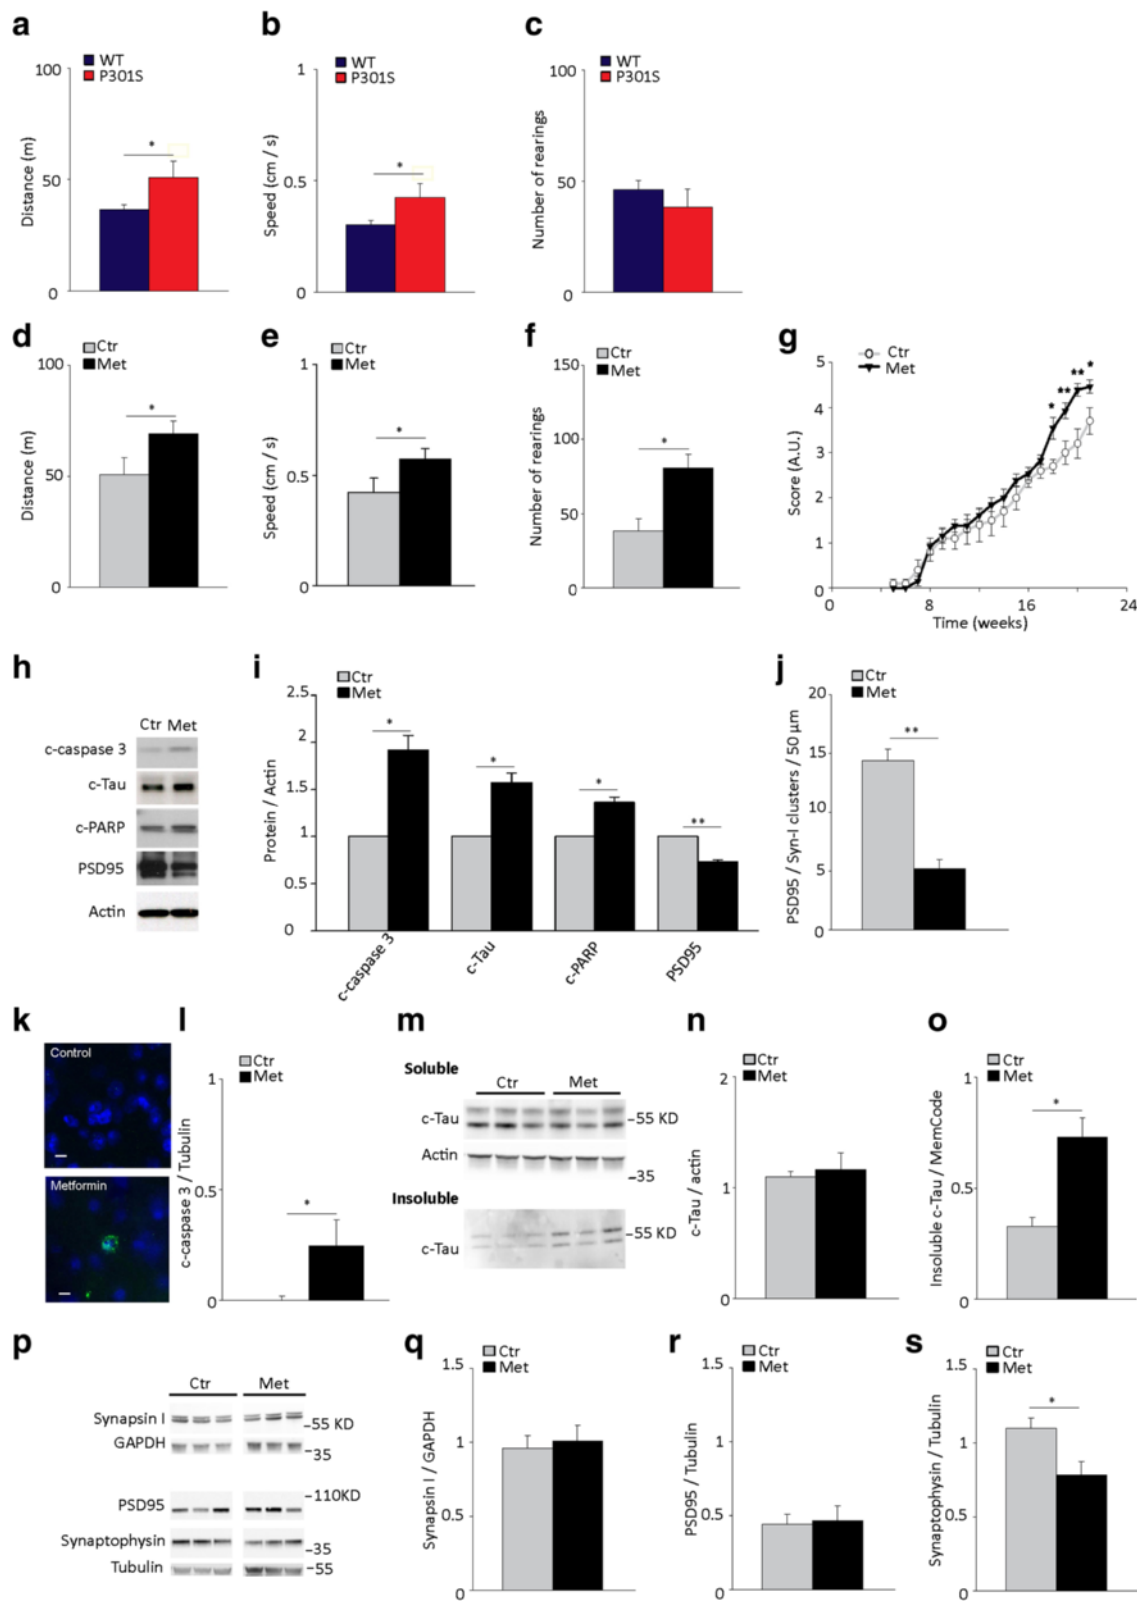 a
WT
P301S
100
50
0
Distance (m)
*
b
WT
P301S
1
0.5
0
Speed (cm / s)
*
c
WT
P301S
100
50
0
Number of rearings
d
Ctr
Met
100
50
0
Distance (m)
*
e
Ctr
Met
1
0.5
0
Speed (cm / s)
*
f
Ctr
Met
150
100
50
0
Number of rearings
*
g
Ctr
Met
5
4
3
2
1
0
Score (A.U.)
* ** ** *
0 8 16 24
Time (weeks)
h
Ctr Met
c-caspase 3
c-Tau
c-PARP
PSD95
Actin
i
Ctr
Met
2.5
2
1.5
1
0.5
0
Protein / Actin
*
*
*
**
c-caspase 3
c-Tau
c-PARP
PSD95
j
Ctr
Met
20
15
10
5
0
PSD95 / Syn-I clusters / 50 µm
**
k
Control
Metformin
l
Ctr
Met
1
0.5
0
c-caspase 3 / Tubulin
*
m
Soluble
Ctr Met
c-Tau
–55 KD
Actin
–35
Insoluble
c-Tau
–55 KD
n
Ctr
Met
2
1
0
c-Tau / actin
o
Ctr
Met
1
0.5
0
Insoluble c-Tau / MemCode
*
p
Ctr Met
Synapsin I
–55 KD
GAPDH
–35
–110KD
PSD95
Synaptophysin
–35
Tubulin
–55
q
Ctr
Met
1.5
1
0.5
0
Synapsin I / GAPDH
r
Ctr
Met
1.5
1
0.5
0
PSD95 / Tubulin
s
Ctr
Met
1.5
1
0.5
0
Synaptophysin / Tubulin
*